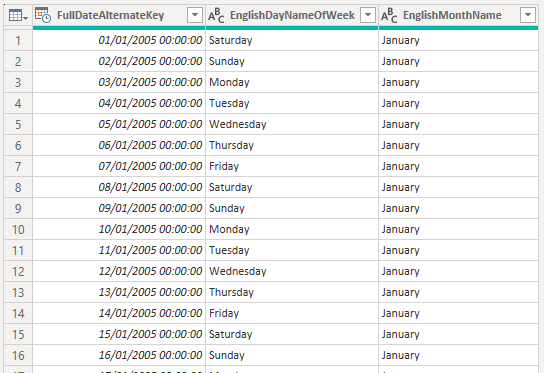 FullDateAlternateKey ABC EnglishDayNameOfWeek ABC EnglishMonthName
1 01/01/2005 00:00:00 Saturday January
2 02/01/2005 00:00:00 Sunday January
3 03/01/2005 00:00:00 Monday January
4 04/01/2005 00:00:00 Tuesday January
5 05/01/2005 00:00:00 Wednesday January
6 06/01/2005 00:00:00 Thursday January
7 07/01/2005 00:00:00 Friday January
8 08/01/2005 00:00:00 Saturday January
9 09/01/2005 00:00:00 Sunday January
10 10/01/2005 00:00:00 Monday January
11 11/01/2005 00:00:00 Tuesday January
12 12/01/2005 00:00:00 Wednesday January
13 13/01/2005 00:00:00 Thursday January
14 14/01/2005 00:00:00 Friday January
15 15/01/2005 00:00:00 Saturday January
16 16/01/2005 00:00:00 Sunday January